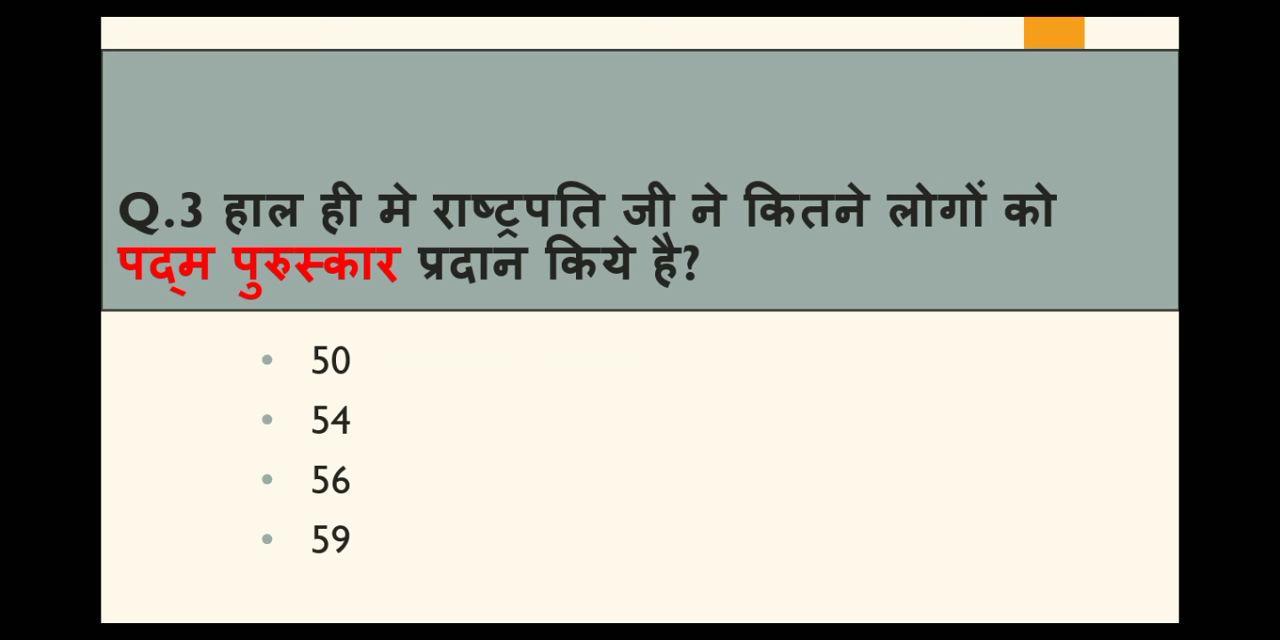 Q.3 हाल ही मे राष्ट्रपति जी ने कितने लोगों को
पद्म पुरुस्कार प्रदान किये है?
• 50
• 54
• 56
• 59